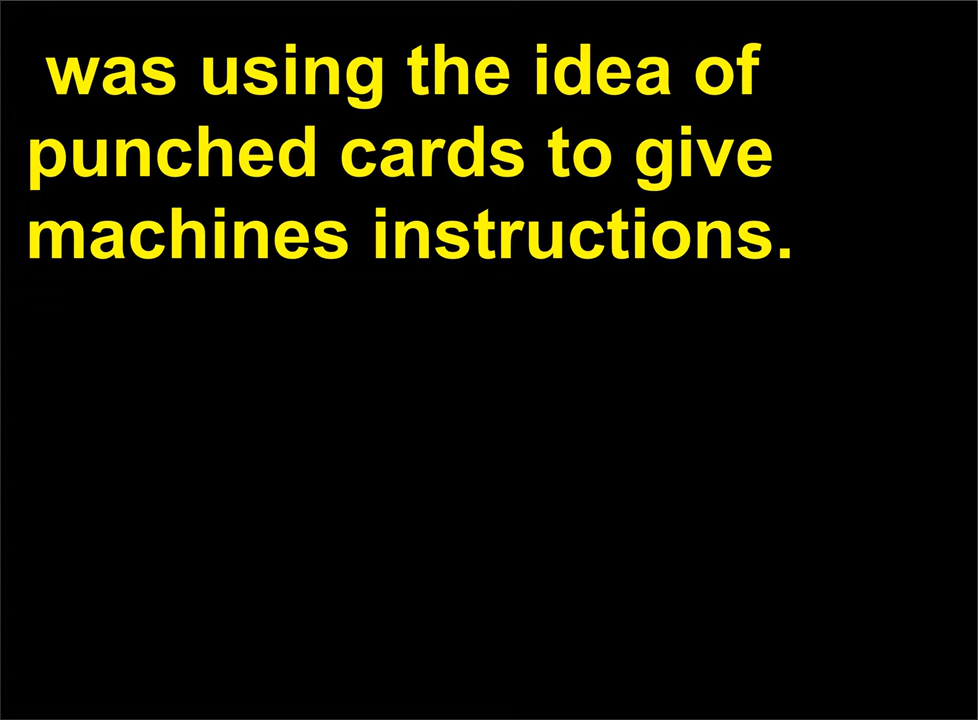 was using the idea of
punched cards to give
machines instructions.